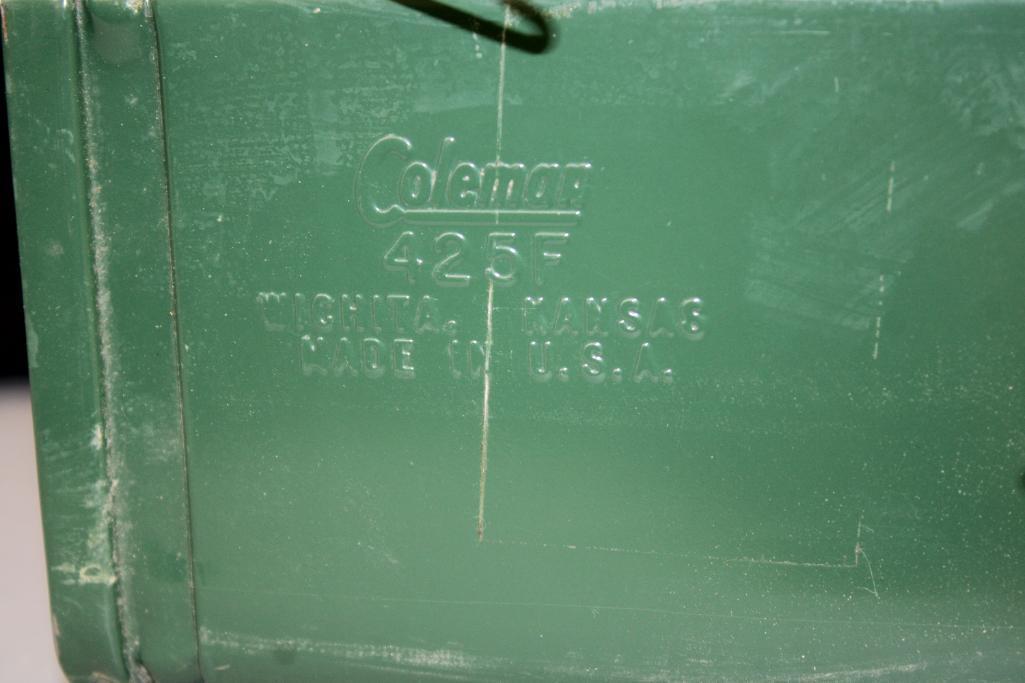 Coleman
425F
WICHITA, KANSAS
MADE IN U.S.A.